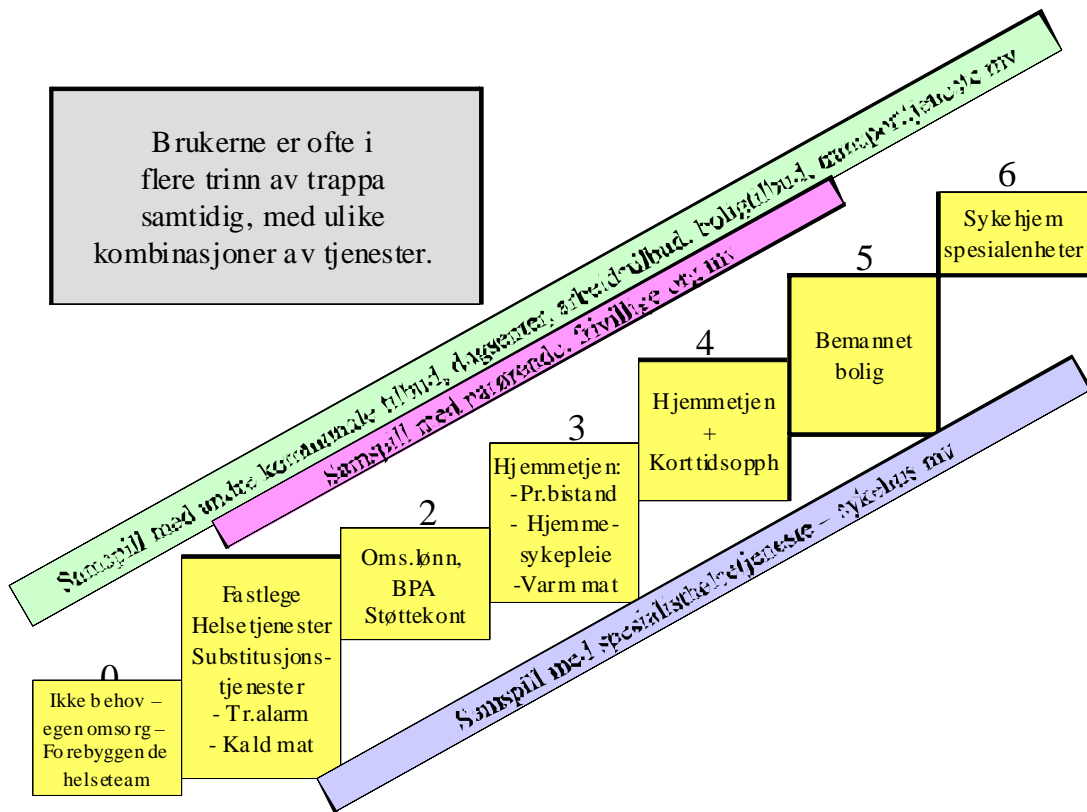 Brukerne er ofte i
flere trinn av trappa
samtidig, med ulike
kombinasjoner av tjenester.
Samspill med andre kommunale tilbud, dagsenter, arbeidstilbud, boligtilbud, transporttjeneste mv
Samspill med pårørende, frivillige org mv
6
Sykehjem
spesialenheter
5
Bemannet
bolig
4
Hjemmetjen
+
Korttidsopph
3
Hjemmetjen:
-Pr.bistand
- Hjemme-
sykepleie
-Varm mat
2
Oms.lønn,
BPA
Støttekont
Fastlege
Helsetjenester
Substitusjons-
tjenester
- Tr.alarm
- Kald mat
0
Ikke behov –
egenomsorg –
Forebyggende
helseteam
Samspill med spesialisthelsetjeneste – sykehus mv